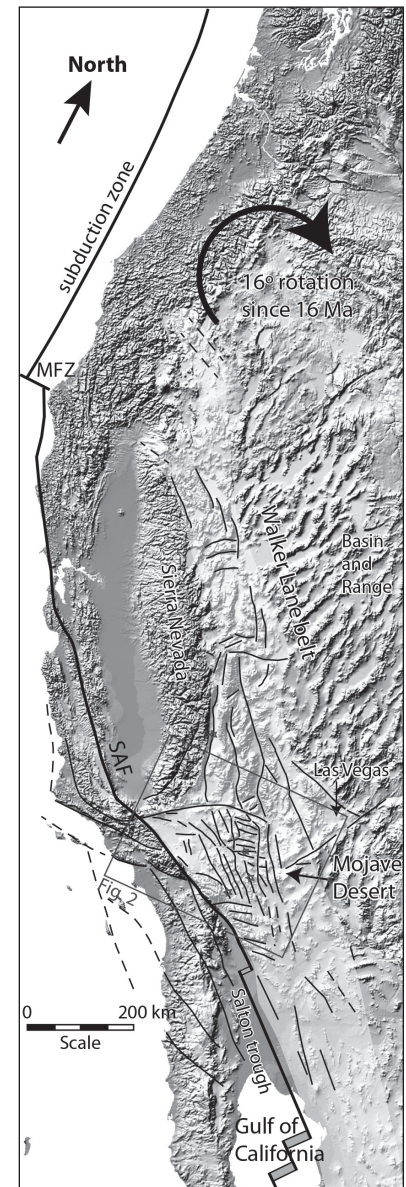 North
subduction zone
16º rotation
since 16 Ma
MFZ
Walker Lane belt
Basin
and
Range
Sierra Nevada
SAF
Las Vegas
Mojave
Desert
Fig. 2
0 200 km
Scale
Salton trough
Gulf of
California